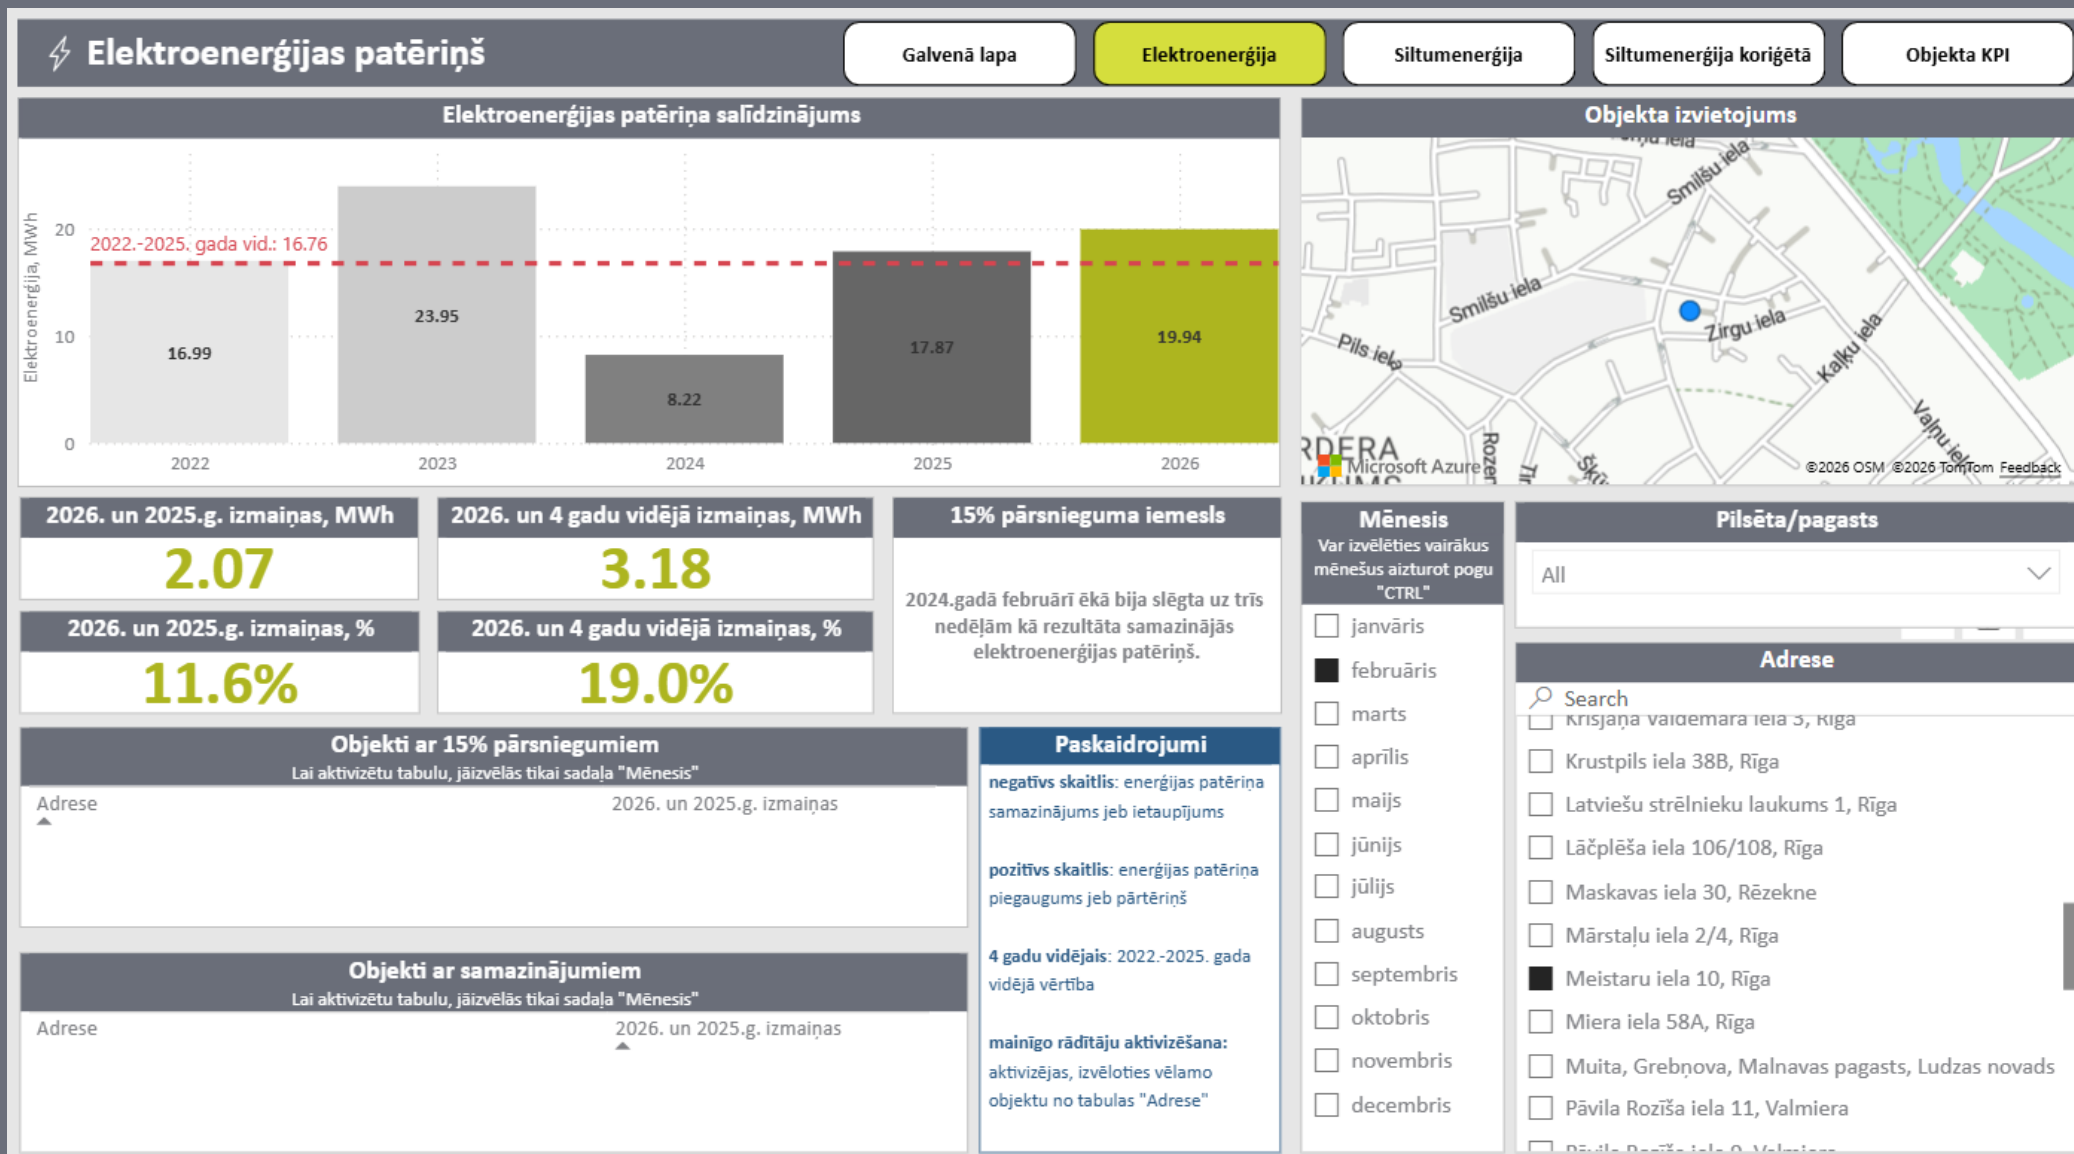 Elektroenerģijas patēriņš
Galvenā lapa
Elektroenerģija
Siltumenerģija
Siltumenerģija koriģētā
Objekta KPI
Elektroenerģijas patēriņa salīdzinājums
Elektroenerģija, MWh
20
10
0
2022.-2025. gada vid.: 16.76
16.99
23.95
8.22
17.87
19.94
2022
2023
2024
2025
2026
Objekta izvietojums
Smilšu iela
Smilšu iela
Pils iela
Zirgu iela
Kaļķu iela
Vaļņu iela
Microsoft Azure
©2026 OSM ©2026 TomTom Feedback
2026. un 2025.g. izmaiņas, MWh
2.07
2026. un 4 gadu vidējā izmaiņas, MWh
3.18
2026. un 2025.g. izmaiņas, %
11.6%
2026. un 4 gadu vidējā izmaiņas, %
19.0%
15% pārsnieguma iemesls
2024.gadā februārī ēkā bija slēgta uz trīs
nedēļām kā rezultāta samazinājās
elektroenerģijas patēriņš.
Objekti ar 15% pārsniegumiem
Lai aktivizētu tabulu, jāizvēlās tikai sadaļa "Mēnesis"
Adrese
2026. un 2025.g. izmaiņas
Objekti ar samazinājumiem
Lai aktivizētu tabulu, jāizvēlās tikai sadaļa "Mēnesis"
Adrese
2026. un 2025.g. izmaiņas
Paskaidrojumi
negatīvs skaitlis: enerģijas patēriņa
samazinājums jeb ietaupījums
pozitīvs skaitlis: enerģijas patēriņa
piegaugums jeb pārtēriņš
4 gadu vidējais: 2022.-2025. gada
vidējā vērtība
mainīgo rādītāju aktivizēšana:
aktivizējas, izvēloties vēlamo
objektu no tabulas "Adrese"
Mēnesis
Var izvēlēties vairākus
mēnešus aizturot pogu
"CTRL"
janvāris
februāris
marts
aprīlis
maijs
jūnijs
jūlijs
augusts
septembris
oktobris
novembris
decembris
Pilsēta/pagasts
All
Adrese
Search
Krišjāņa Valdemāra iela 3, Rīga
Krustpils iela 38B, Rīga
Latviešu strēlnieku laukums 1, Rīga
Lāčplēša iela 106/108, Rīga
Maskavas iela 30, Rēzekne
Mārstaļu iela 2/4, Rīga
Meistaru iela 10, Rīga
Miera iela 58A, Rīga
Muita, Grebņova, Malnavas pagasts, Ludzas novads
Pāvila Rozīša iela 11, Valmiera